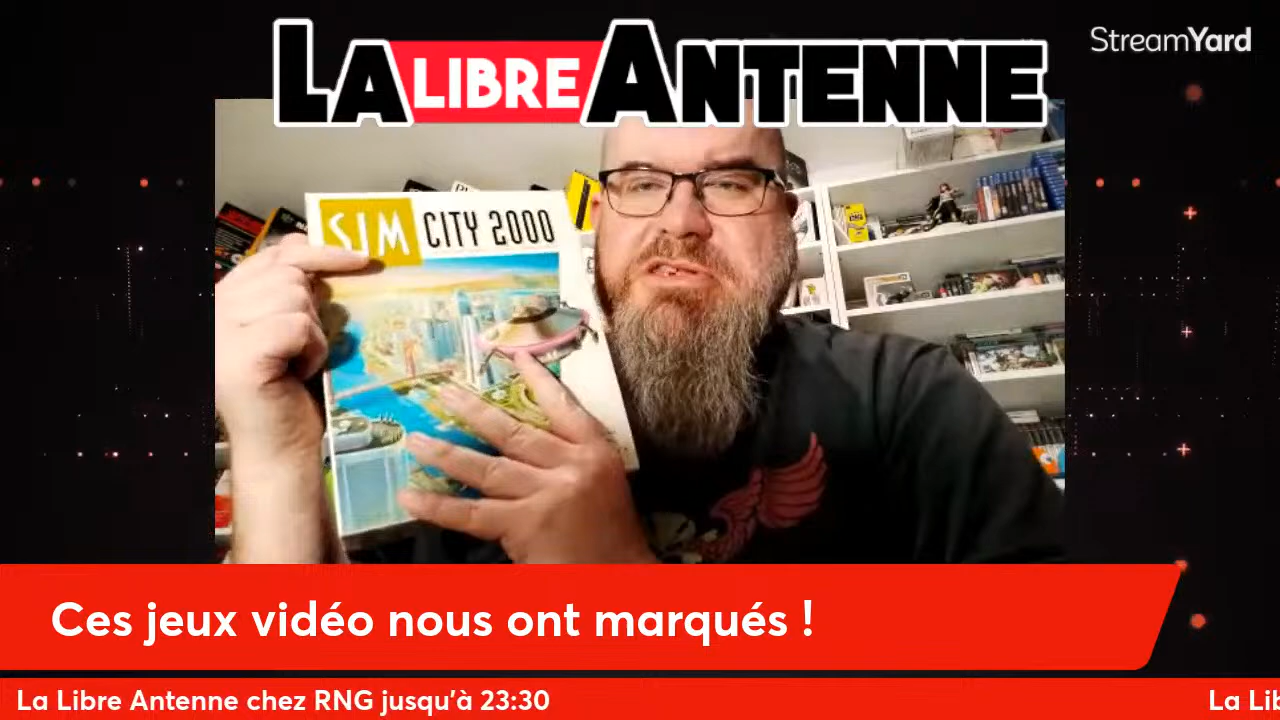 LA LIBRE ANTENNE
StreamYard
SIM CITY 2000
Ces jeux vidéo nous ont marqués !
La Libre Antenne chez RNG jusqu'à 23:30
La Lib